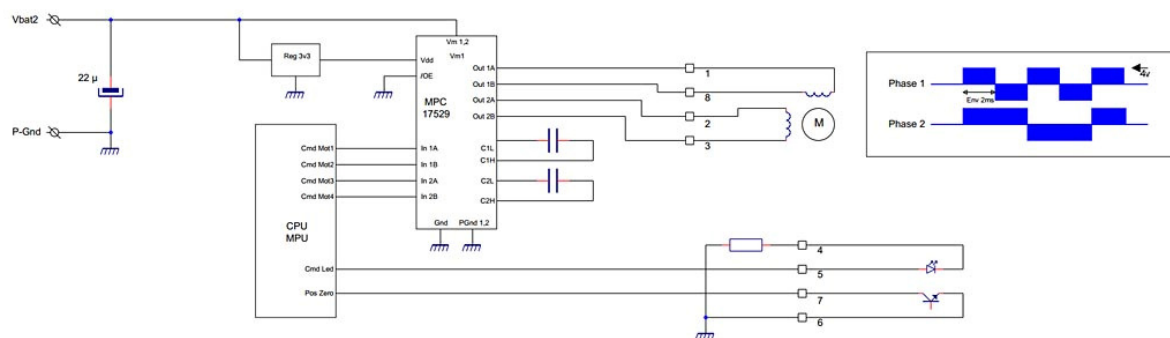 Vbat2
22 µ
P-Gnd
Reg 3v3
Vm 1,2
Vm1
Vdd
/OE
MPC
17529
Out 1A
Out 1B
Out 2A
Out 2B
C1L
C1H
C2L
C2H
In 1A
In 1B
In 2A
In 2B
Gnd
PGnd 1,2
Cmd Mot1
Cmd Mot2
Cmd Mot3
Cmd Mot4
CPU
MPU
Cmd Led
Pos Zero
1
8
2
3
M
4
5
7
6
Phase 1
4v
Env 2ms
Phase 2